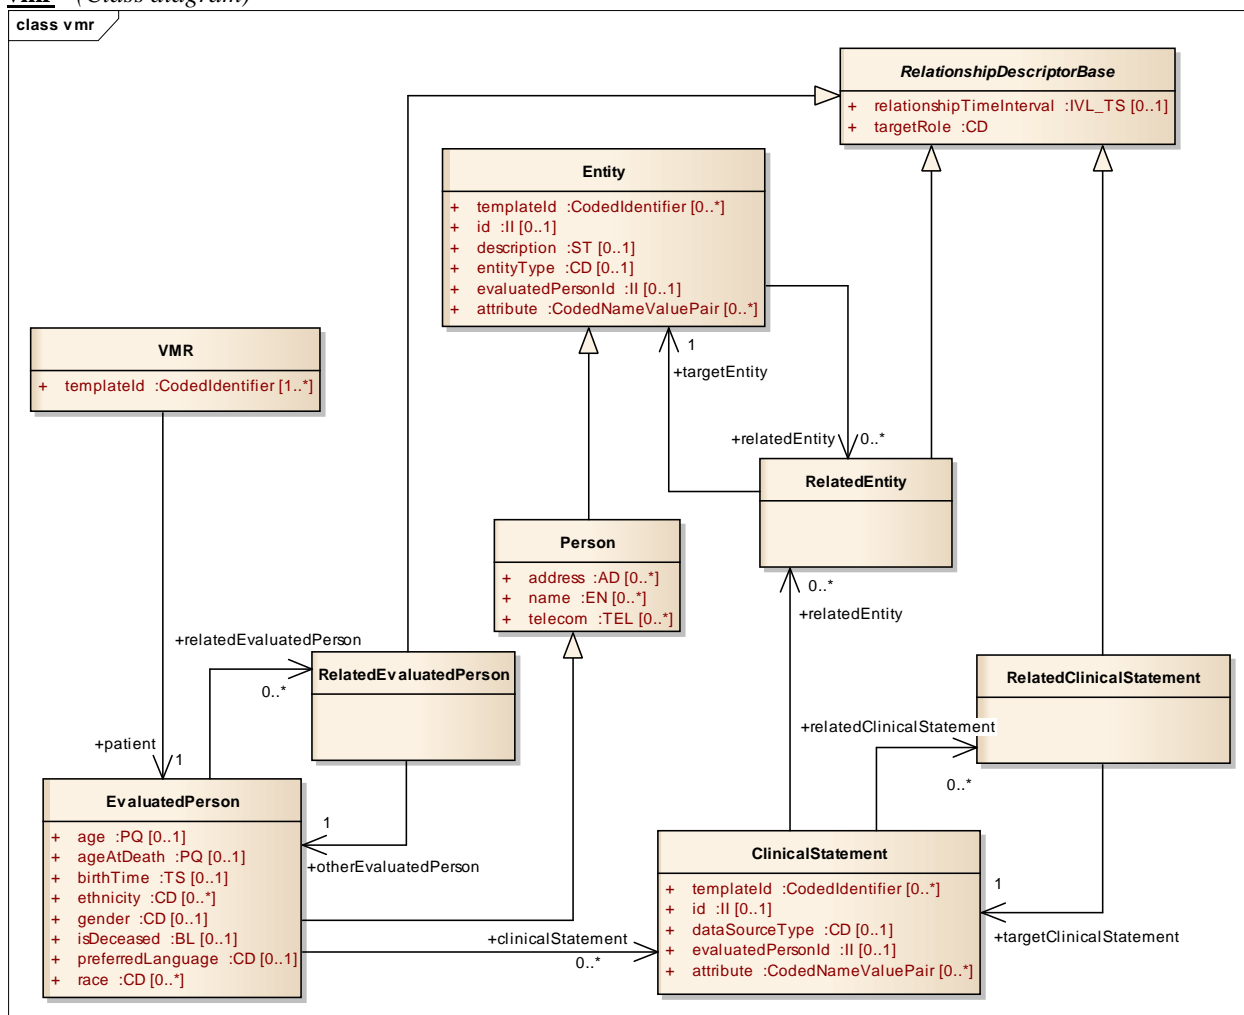 vmr (Class diagram)
class vmr
RelationshipDescriptorBase
+ relationshipTimeInterval :IVL_TS [0..1]
+ targetRole :CD
Entity
+ templateId :CodedIdentifier [0..*]
+ id :II [0..1]
+ description :ST [0..1]
+ entityType :CD [0..1]
+ evaluatedPersonId :II [0..1]
+ attribute :CodedNameValuePair [0..*]
VMR
+ templateId :CodedIdentifier [1..*]
1
+targetEntity
+relatedEntity
0..*
RelatedEntity
Person
+ address :AD [0..*]
+ name :EN [0..*]
+ telecom :TEL [0..*]
0..*
+relatedEntity
+relatedEvaluatedPerson
0..*
RelatedEvaluatedPerson
RelatedClinicalStatement
+relatedClinicalStatement
0..*
+patient
1
EvaluatedPerson
+ age :PQ [0..1]
+ ageAtDeath :PQ [0..1]
+ birthTime :TS [0..1]
+ ethnicity :CD [0..*]
+ gender :CD [0..1]
+ isDeceased :BL [0..1]
+ preferredLanguage :CD [0..1]
+ race :CD [0..*]
1
+otherEvaluatedPerson
+clinicalStatement
0..*
ClinicalStatement
+ templateId :CodedIdentifier [0..*]
+ id :II [0..1]
+ dataSourceType :CD [0..1]
+ evaluatedPersonId :II [0..1]
+ attribute :CodedNameValuePair [0..*]
1
+targetClinicalStatement